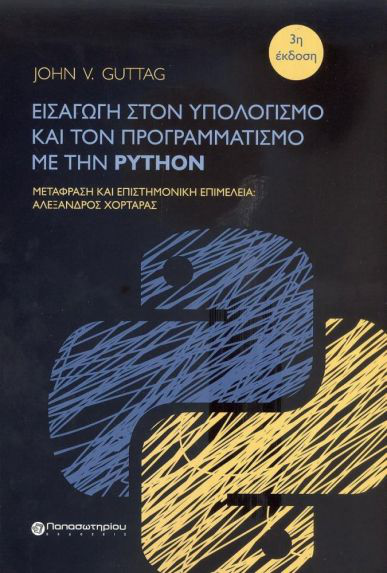 3η
έκδοση
JOHN V. GUTTAG
ΕΙΣΑΓΩΓΗ ΣΤΟΝ ΥΠΟΛΟΓΙΣΜΟ
ΚΑΙ ΤΟΝ ΠΡΟΓΡΑΜΜΑΤΙΣΜΟ
ΜΕ ΤΗΝ PYTHON
ΜΕΤΑΦΡΑΣΗ ΚΑΙ ΕΠΙΣΤΗΜΟΝΙΚΗ ΕΠΙΜΕΛΕΙΑ:
ΑΛΕΞΑΝΔΡΟΣ ΧΟΡΤΑΡΑΣ
Παπασωτηρίου
ΕΚΔΟΣΕΙΣ